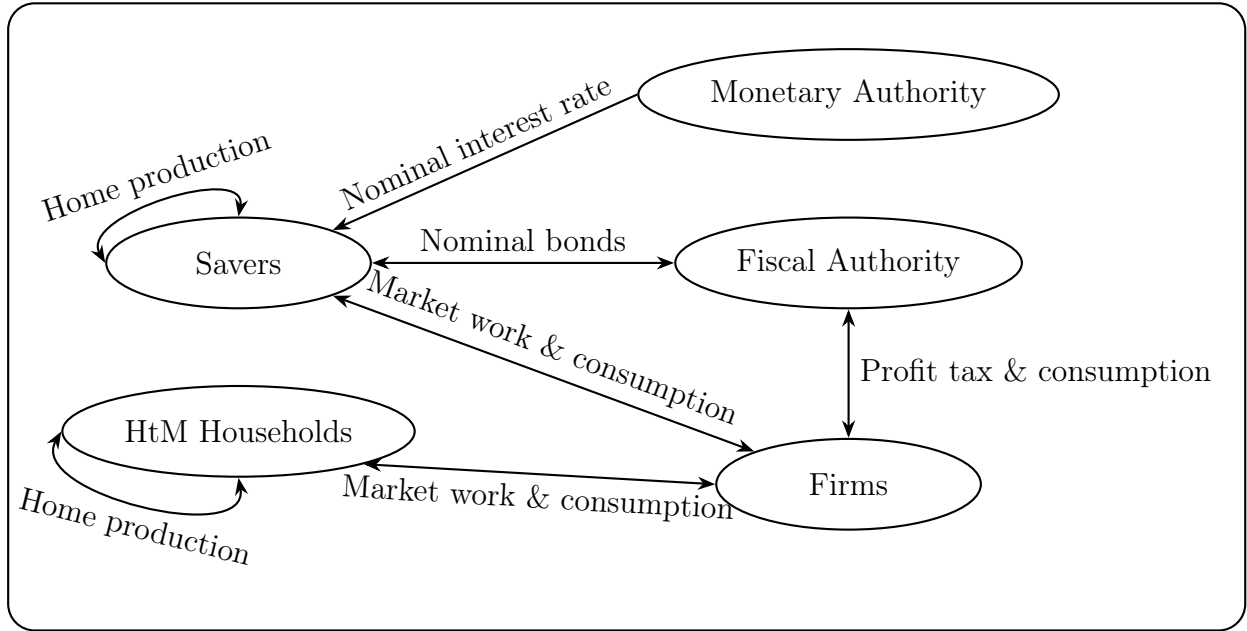 Monetary Authority
Nominal interest rate
Home production
Nominal bonds
Savers
Fiscal Authority
Market work & consumption
Profit tax & consumption
HtM Households
Market work & consumption
Firms
Home production